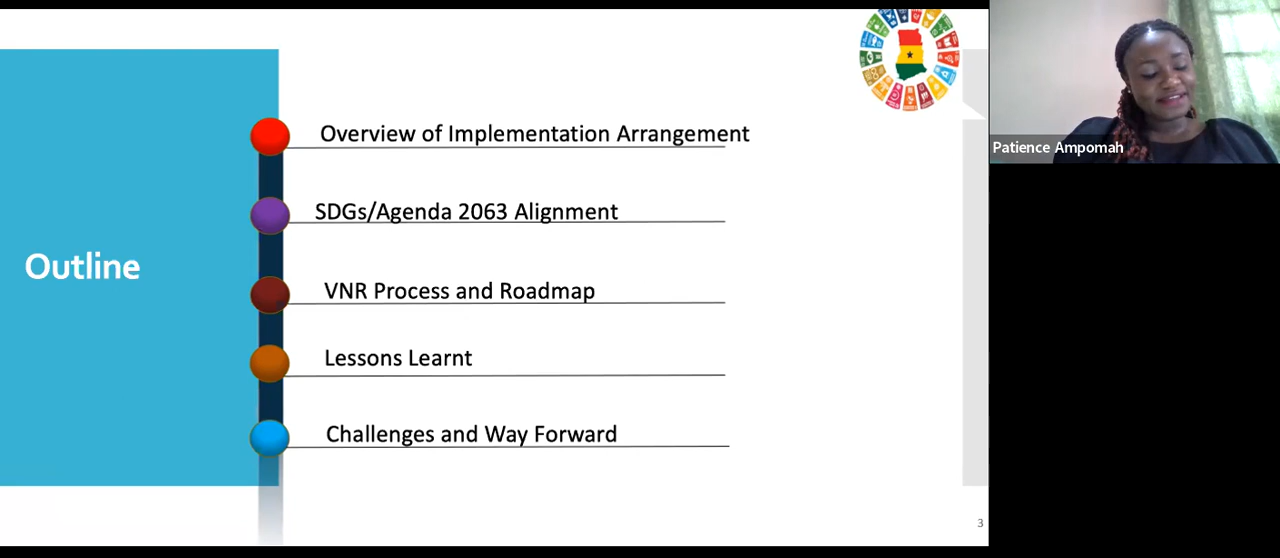 Outline
Overview of Implementation Arrangement
SDGs/Agenda 2063 Alignment
VNR Process and Roadmap
Lessons Learnt
Challenges and Way Forward
3
Patience Ampomah